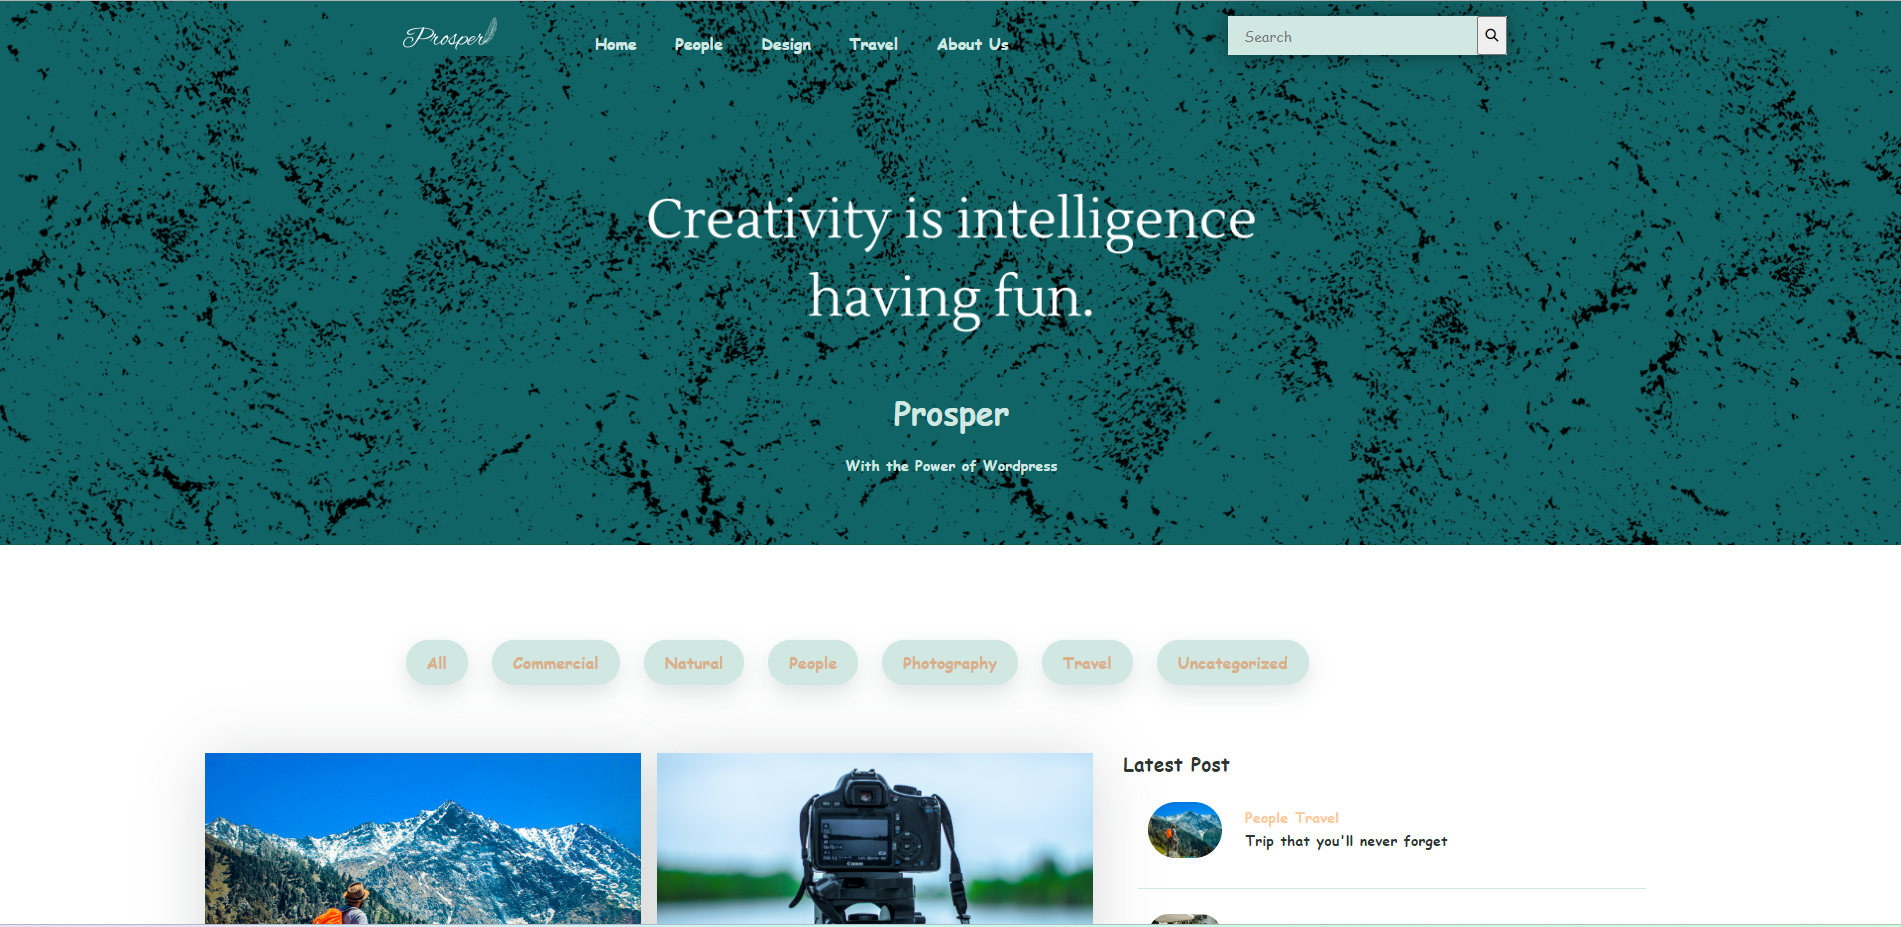 Prosper
Home People Design Travel About Us
Search
Creativity is intelligence
having fun.
Prosper
With the Power of Wordpress
All Commercial Natural People Photography Travel Uncategorized
Latest Post
People Travel
Trip that you'll never forget
Canon